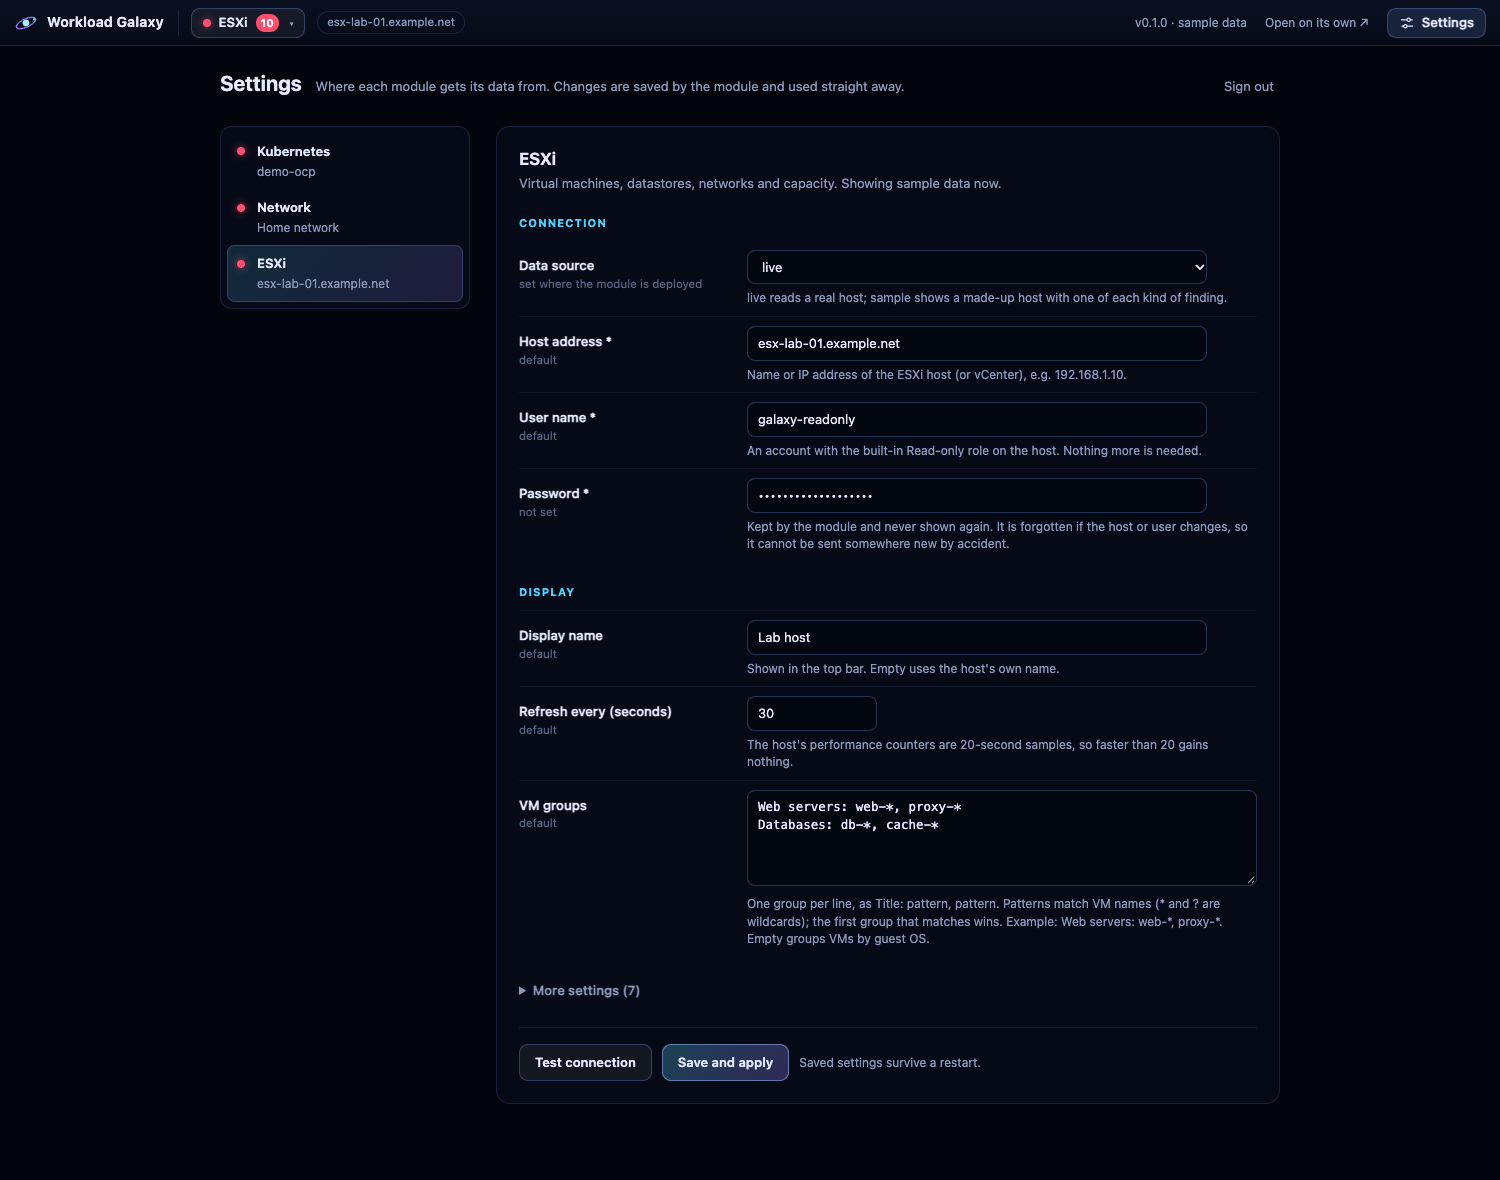 Workload Galaxy
ESXi 10
esx-lab-01.example.net
v0.1.0 · sample data
Open on its own ↗
Settings
Settings
Where each module gets its data from. Changes are saved by the module and used straight away.
Sign out
Kubernetes
demo-ocp
Network
Home network
ESXi
esx-lab-01.example.net
ESXi
Virtual machines, datastores, networks and capacity. Showing sample data now.
CONNECTION
Data source
set where the module is deployed
live
live reads a real host; sample shows a made-up host with one of each kind of finding.
Host address *
default
esx-lab-01.example.net
Name or IP address of the ESXi host (or vCenter), e.g. 192.168.1.10.
User name *
default
galaxy-readonly
An account with the built-in Read-only role on the host. Nothing more is needed.
Password *
not set
•••••••••••••••••••
Kept by the module and never shown again. It is forgotten if the host or user changes, so
it cannot be sent somewhere new by accident.
DISPLAY
Display name
default
Lab host
Shown in the top bar. Empty uses the host's own name.
Refresh every (seconds)
default
30
The host's performance counters are 20-second samples, so faster than 20 gains
nothing.
VM groups
default
Web servers: web-*, proxy-*
Databases: db-*, cache-*
One group per line, as Title: pattern, pattern. Patterns match VM names (* and ? are
wildcards); the first group that matches wins. Example: Web servers: web-*, proxy-*.
Empty groups VMs by guest OS.
More settings (7)
Test connection
Save and apply
Saved settings survive a restart.